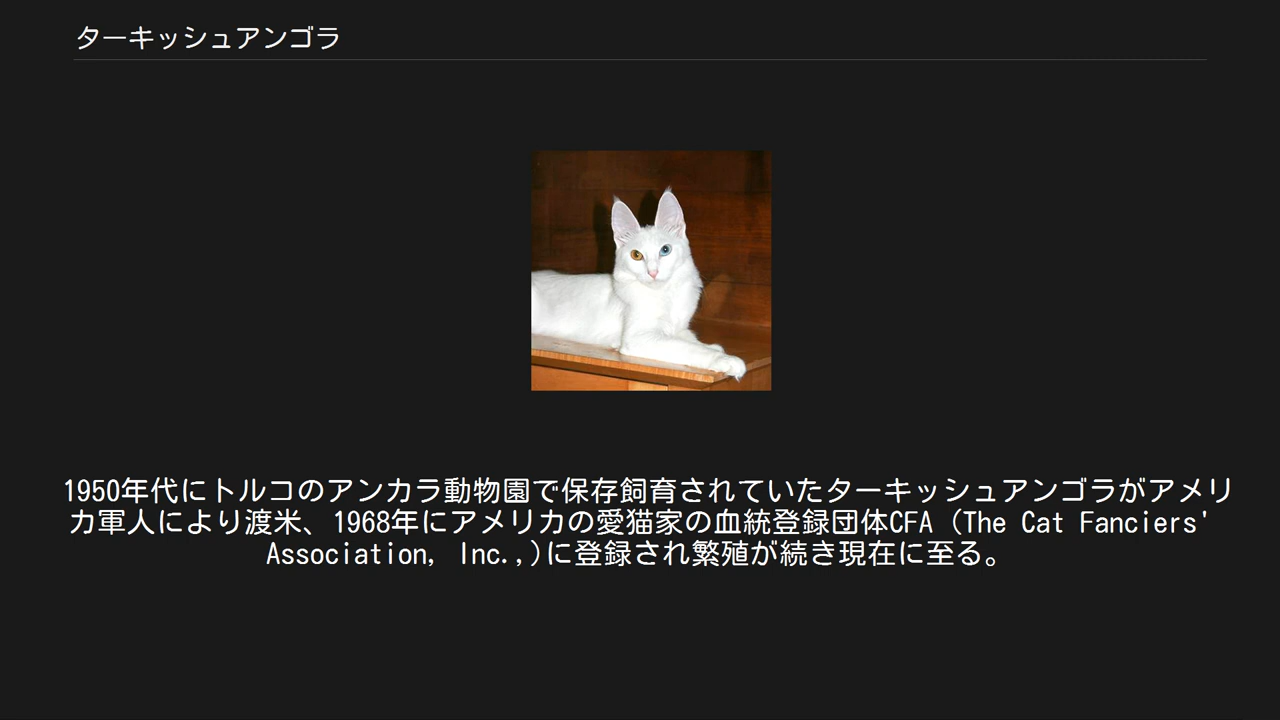 ターキッシュアンゴラ
1950年代にトルコのアンカラ動物園で保存飼育されていたターキッシュアンゴラがアメリ
カ軍人により渡米、1968年にアメリカの愛猫家の血統登録団体CFA (The Cat Fanciers'
Association, Inc.,)に登録され繁殖が続き現在に至る。